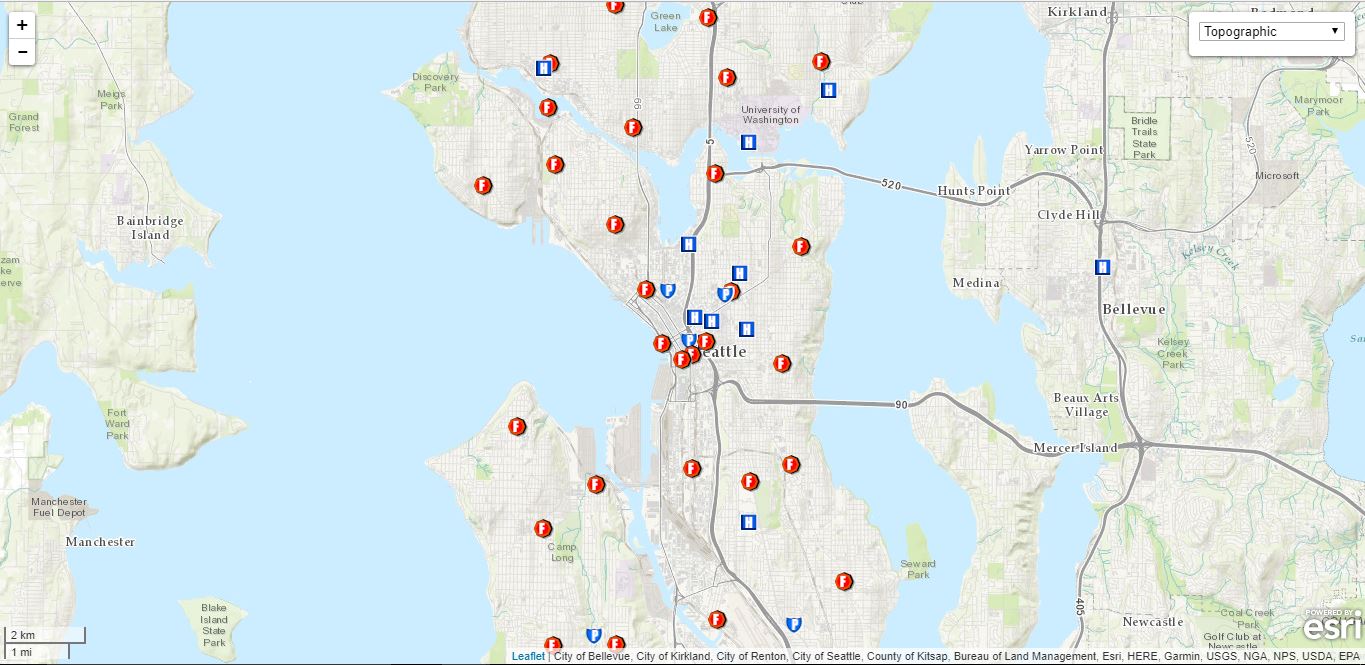 +
−
Topographic
Kirkland
Green
Lake
Discovery
Park
Meigs
Park
Grand
Forest
99
5
University of
Washington
Marymoor
Park
Bridle
Trails
State
Park
Yarrow Point
520
Microsoft
520
Hunts Point
Clyde Hill
Bainbridge
Island
Kelsey Creek
Medina
Bellevue
Seattle
Kelsey
Creek
Park
90
Beaux Arts
Village
Fort
Ward
Park
Mercer Island
Manchester
Fuel Depot
Manchester
Camp
Long
Seward
Park
Blake
Island
State
Park
405
Newcastle
Coal Creek
Park
Golf Club at
Newcastle
POWERED BY
esri
2 km
1 mi
F
H
P
Leaflet | City of Bellevue, City of Kirkland, City of Renton, City of Seattle, County of Kitsap, Bureau of Land Management, Esri, HERE, Garmin, USGS, NGA, NPS, USDA, EPA